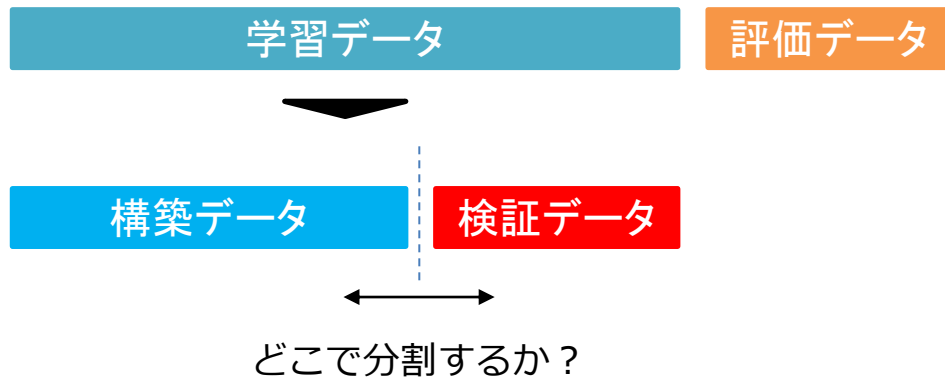 学習データ
評価データ
構築データ
検証データ
どこで分割するか？